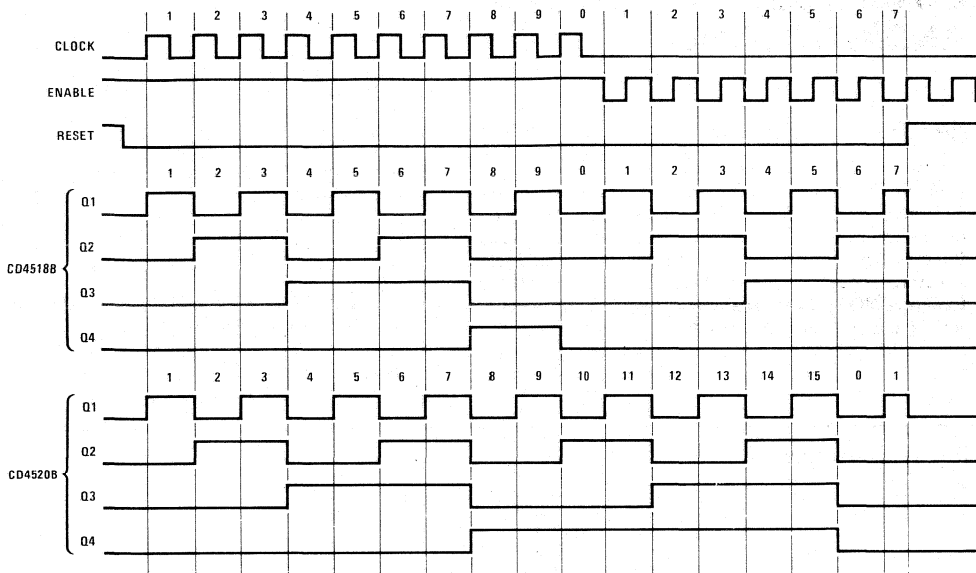 1 2 3 4 5 6 7 8 9 0 1 2 3 4 5 6 7
CLOCK
ENABLE
RESET
1 2 3 4 5 6 7 8 9 0 1 2 3 4 5 6 7
Q1
Q2
CD4518B
Q3
Q4
1 2 3 4 5 6 7 8 9 10 11 12 13 14 15 0 1
Q1
Q2
CD4520B
Q3
Q4